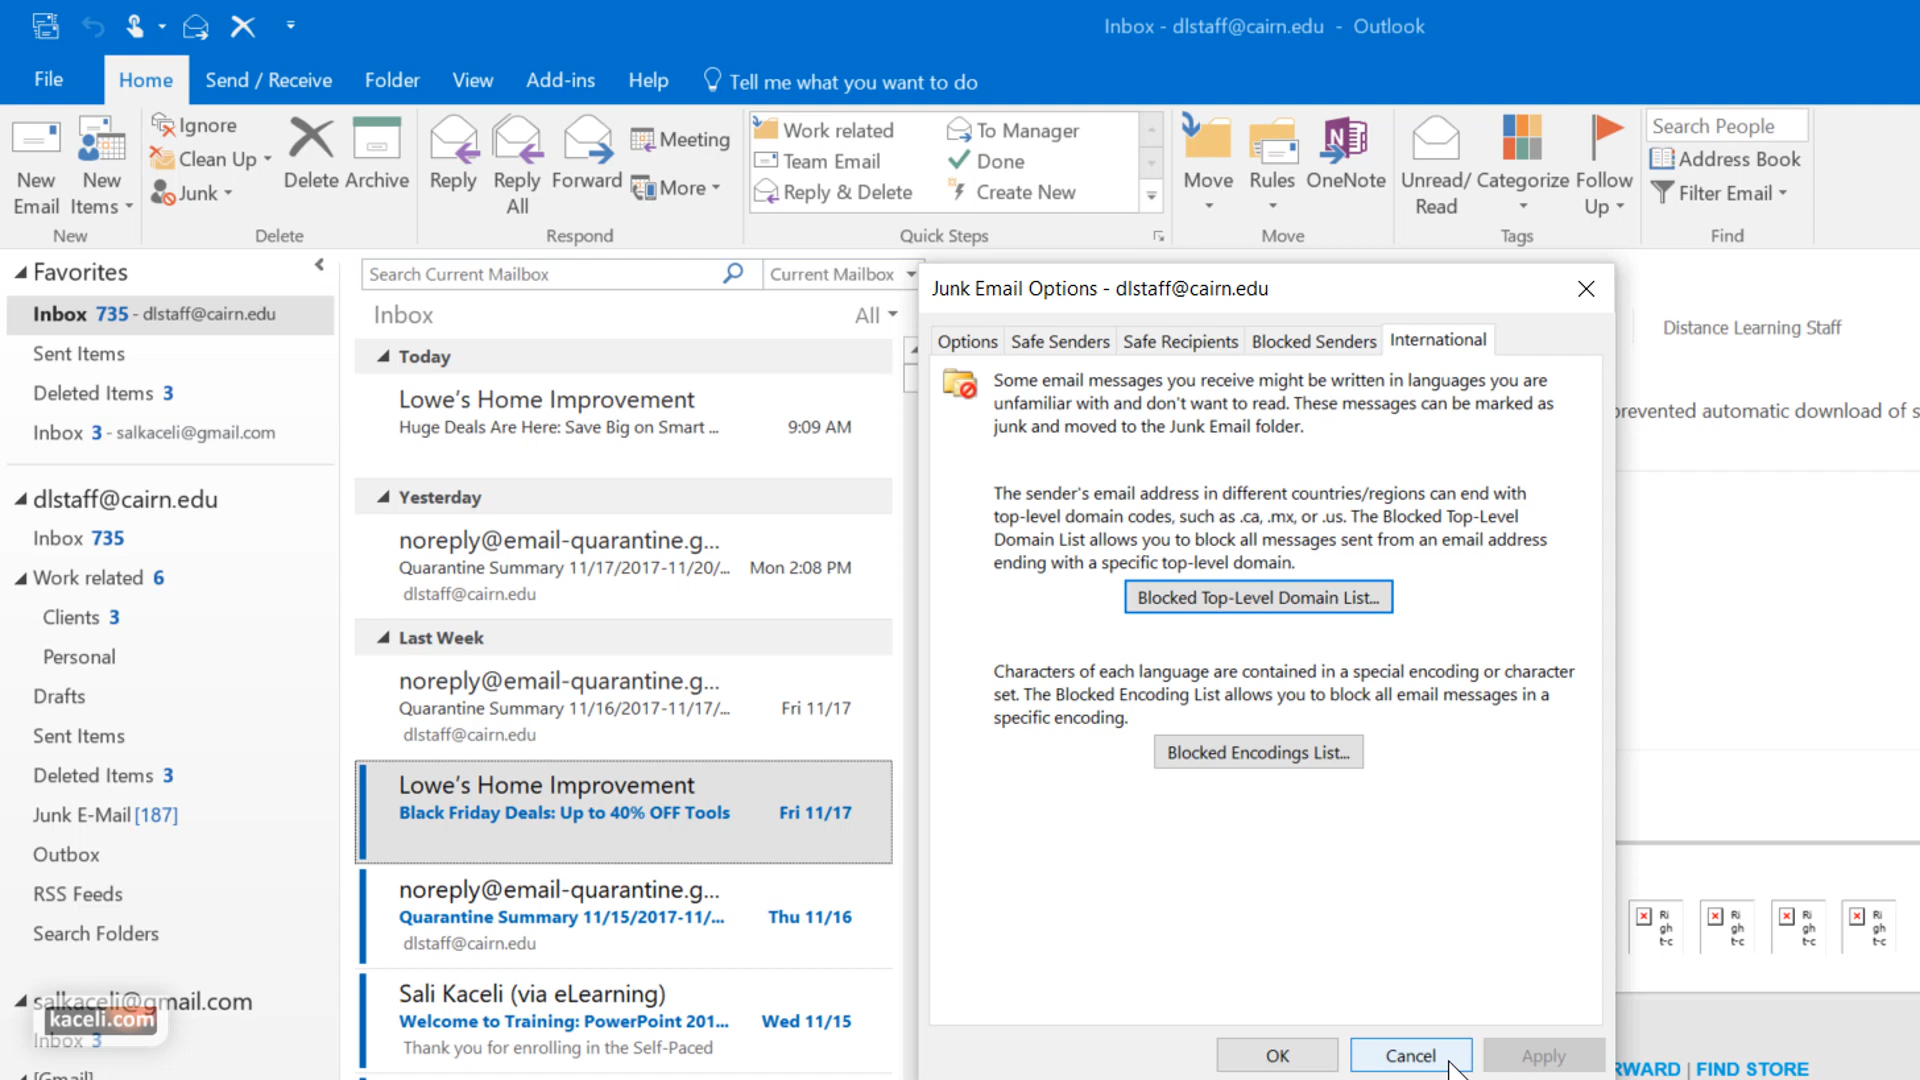 Inbox - dlstaff@cairn.edu - Outlook
File Home Send / Receive Folder View Add-ins Help Tell me what you want to do
New Email
New Items
New
Ignore
Clean Up
Junk
Delete
Archive
Delete
Reply
Reply All
Forward
Meeting
More
Respond
Work related
Team Email
Reply & Delete
To Manager
Done
Create New
Quick Steps
Move
Rules
OneNote
Move
Unread/ Read
Categorize
Follow Up
Tags
Search People
Address Book
Filter Email
Find
Favorites
Inbox 735 - dlstaff@cairn.edu
Sent Items
Deleted Items 3
Inbox 3 - salkaceli@gmail.com
dlstaff@cairn.edu
Inbox 735
Work related 6
Clients 3
Personal
Drafts
Sent Items
Deleted Items 3
Junk E-Mail [187]
Outbox
RSS Feeds
Search Folders
salkaceli@gmail.com
kaceli.com
Inbox 3
[Gmail]
Search Current Mailbox
Current Mailbox
Inbox
All
Today
Lowe's Home Improvement
Huge Deals Are Here: Save Big on Smart ... 9:09 AM
Yesterday
noreply@email-quarantine.g...
Quarantine Summary 11/17/2017-11/20/... Mon 2:08 PM
dlstaff@cairn.edu
Last Week
noreply@email-quarantine.g...
Quarantine Summary 11/16/2017-11/17/... Fri 11/17
dlstaff@cairn.edu
Lowe's Home Improvement
Black Friday Deals: Up to 40% OFF Tools Fri 11/17
noreply@email-quarantine.g...
Quarantine Summary 11/15/2017-11/... Thu 11/16
dlstaff@cairn.edu
Sali Kaceli (via eLearning)
Welcome to Training: PowerPoint 201... Wed 11/15
Thank you for enrolling in the Self-Paced
Junk Email Options - dlstaff@cairn.edu
Options Safe Senders Safe Recipients Blocked Senders International
Some email messages you receive might be written in languages you are
unfamiliar with and don't want to read. These messages can be marked as
junk and moved to the Junk Email folder.
The sender's email address in different countries/regions can end with
top-level domain codes, such as .ca, .mx, or .us. The Blocked Top-Level
Domain List allows you to block all messages sent from an email address
ending with a specific top-level domain.
Blocked Top-Level Domain List...
Characters of each language are contained in a special encoding or character
set. The Blocked Encoding List allows you to block all email messages in a
specific encoding.
Blocked Encodings List...
OK Cancel Apply
Distance Learning Staff
prevented automatic download of s
Ri Ri Ri Ri
gh gh gh gh
t-c t-c t-c t-c
RWARD | FIND STORE